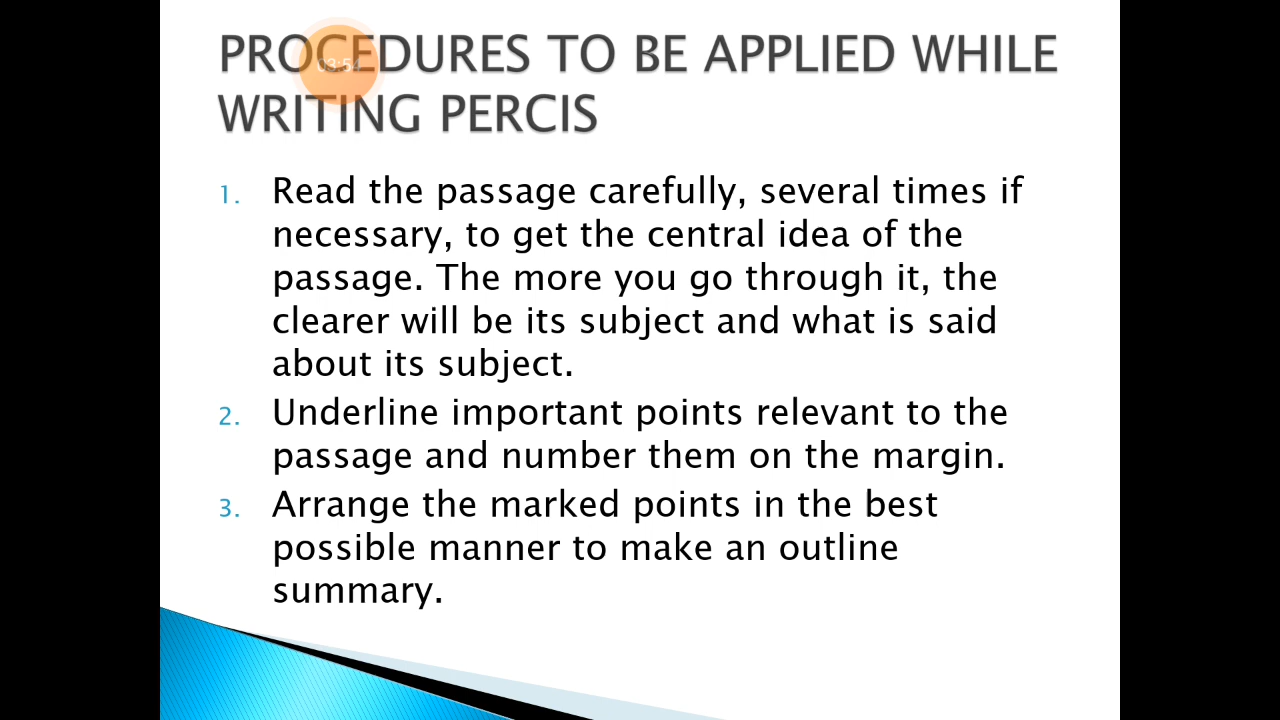 PROCEDURES TO BE APPLIED WHILE
WRITING PERCIS
03:54
1. Read the passage carefully, several times if
necessary, to get the central idea of the
passage. The more you go through it, the
clearer will be its subject and what is said
about its subject.
2. Underline important points relevant to the
passage and number them on the margin.
3. Arrange the marked points in the best
possible manner to make an outline
summary.